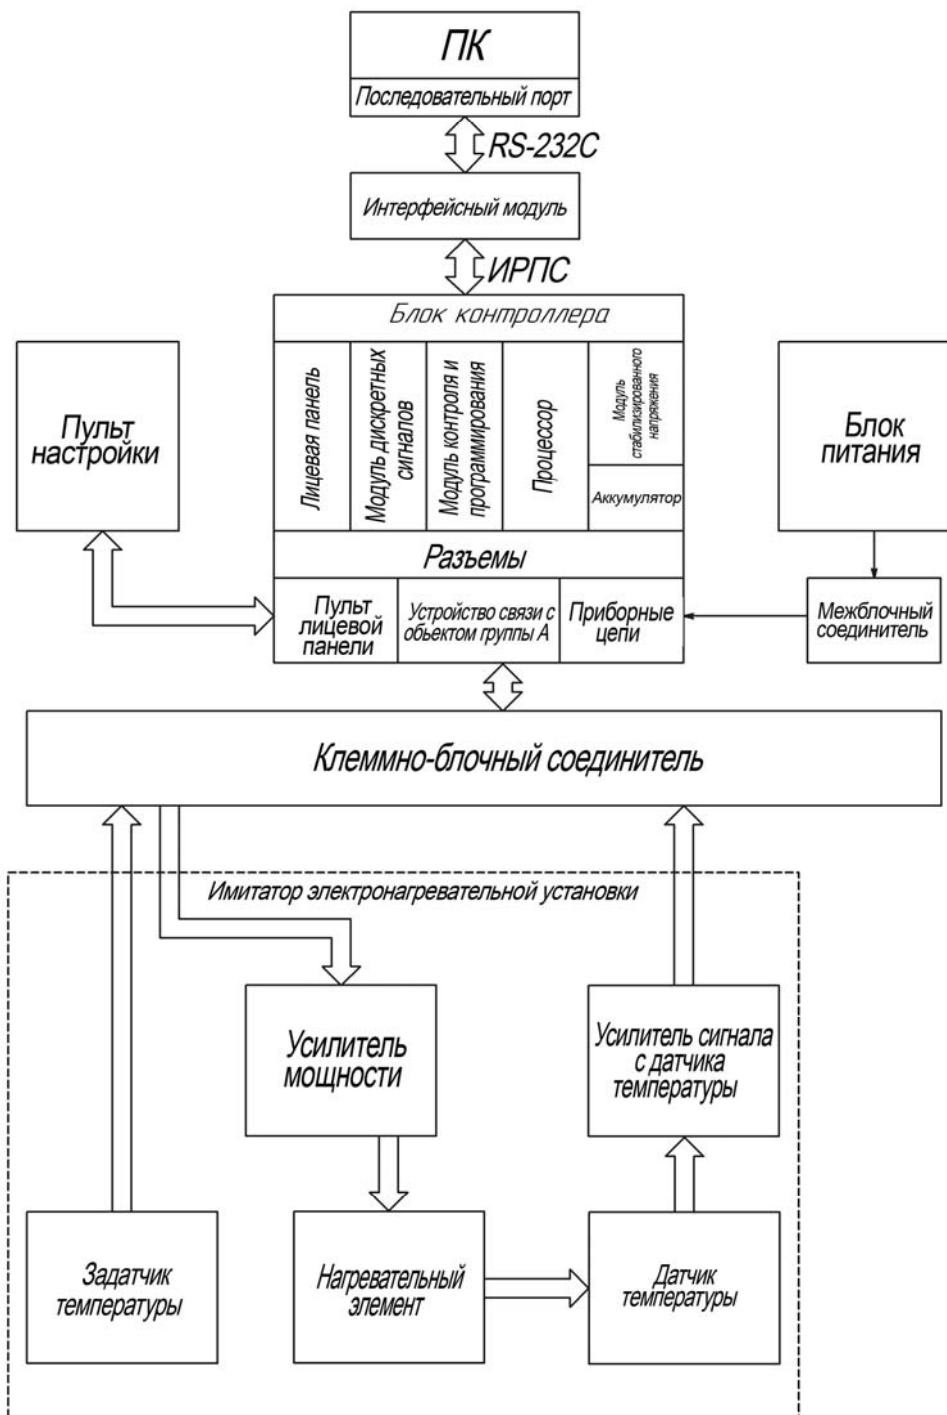 ПК
Последовательный порт
RS-232C
Интерфейсный модуль
ИРПС
Блок контроллера
Пульт
настройки
Лицевая панель
Модуль дискретных
сигналов
Модуль контроля и
программирования
Процессор
Модуль
стабилизированного
напряжения
Аккумулятор
Блок
питания
Разъемы
Пульт
лицевой
панели
Устройство связи с
обьектом группы А
Приборные
цепи
Межблочный
соединитель
Клеммно-блочный соединитель
Имитатор электронагревательной установки
Усилитель
мощности
Усилитель сигнала
с датчика
температуры
Задатчик
температуры
Нагревательный
элемент
Датчик
температуры